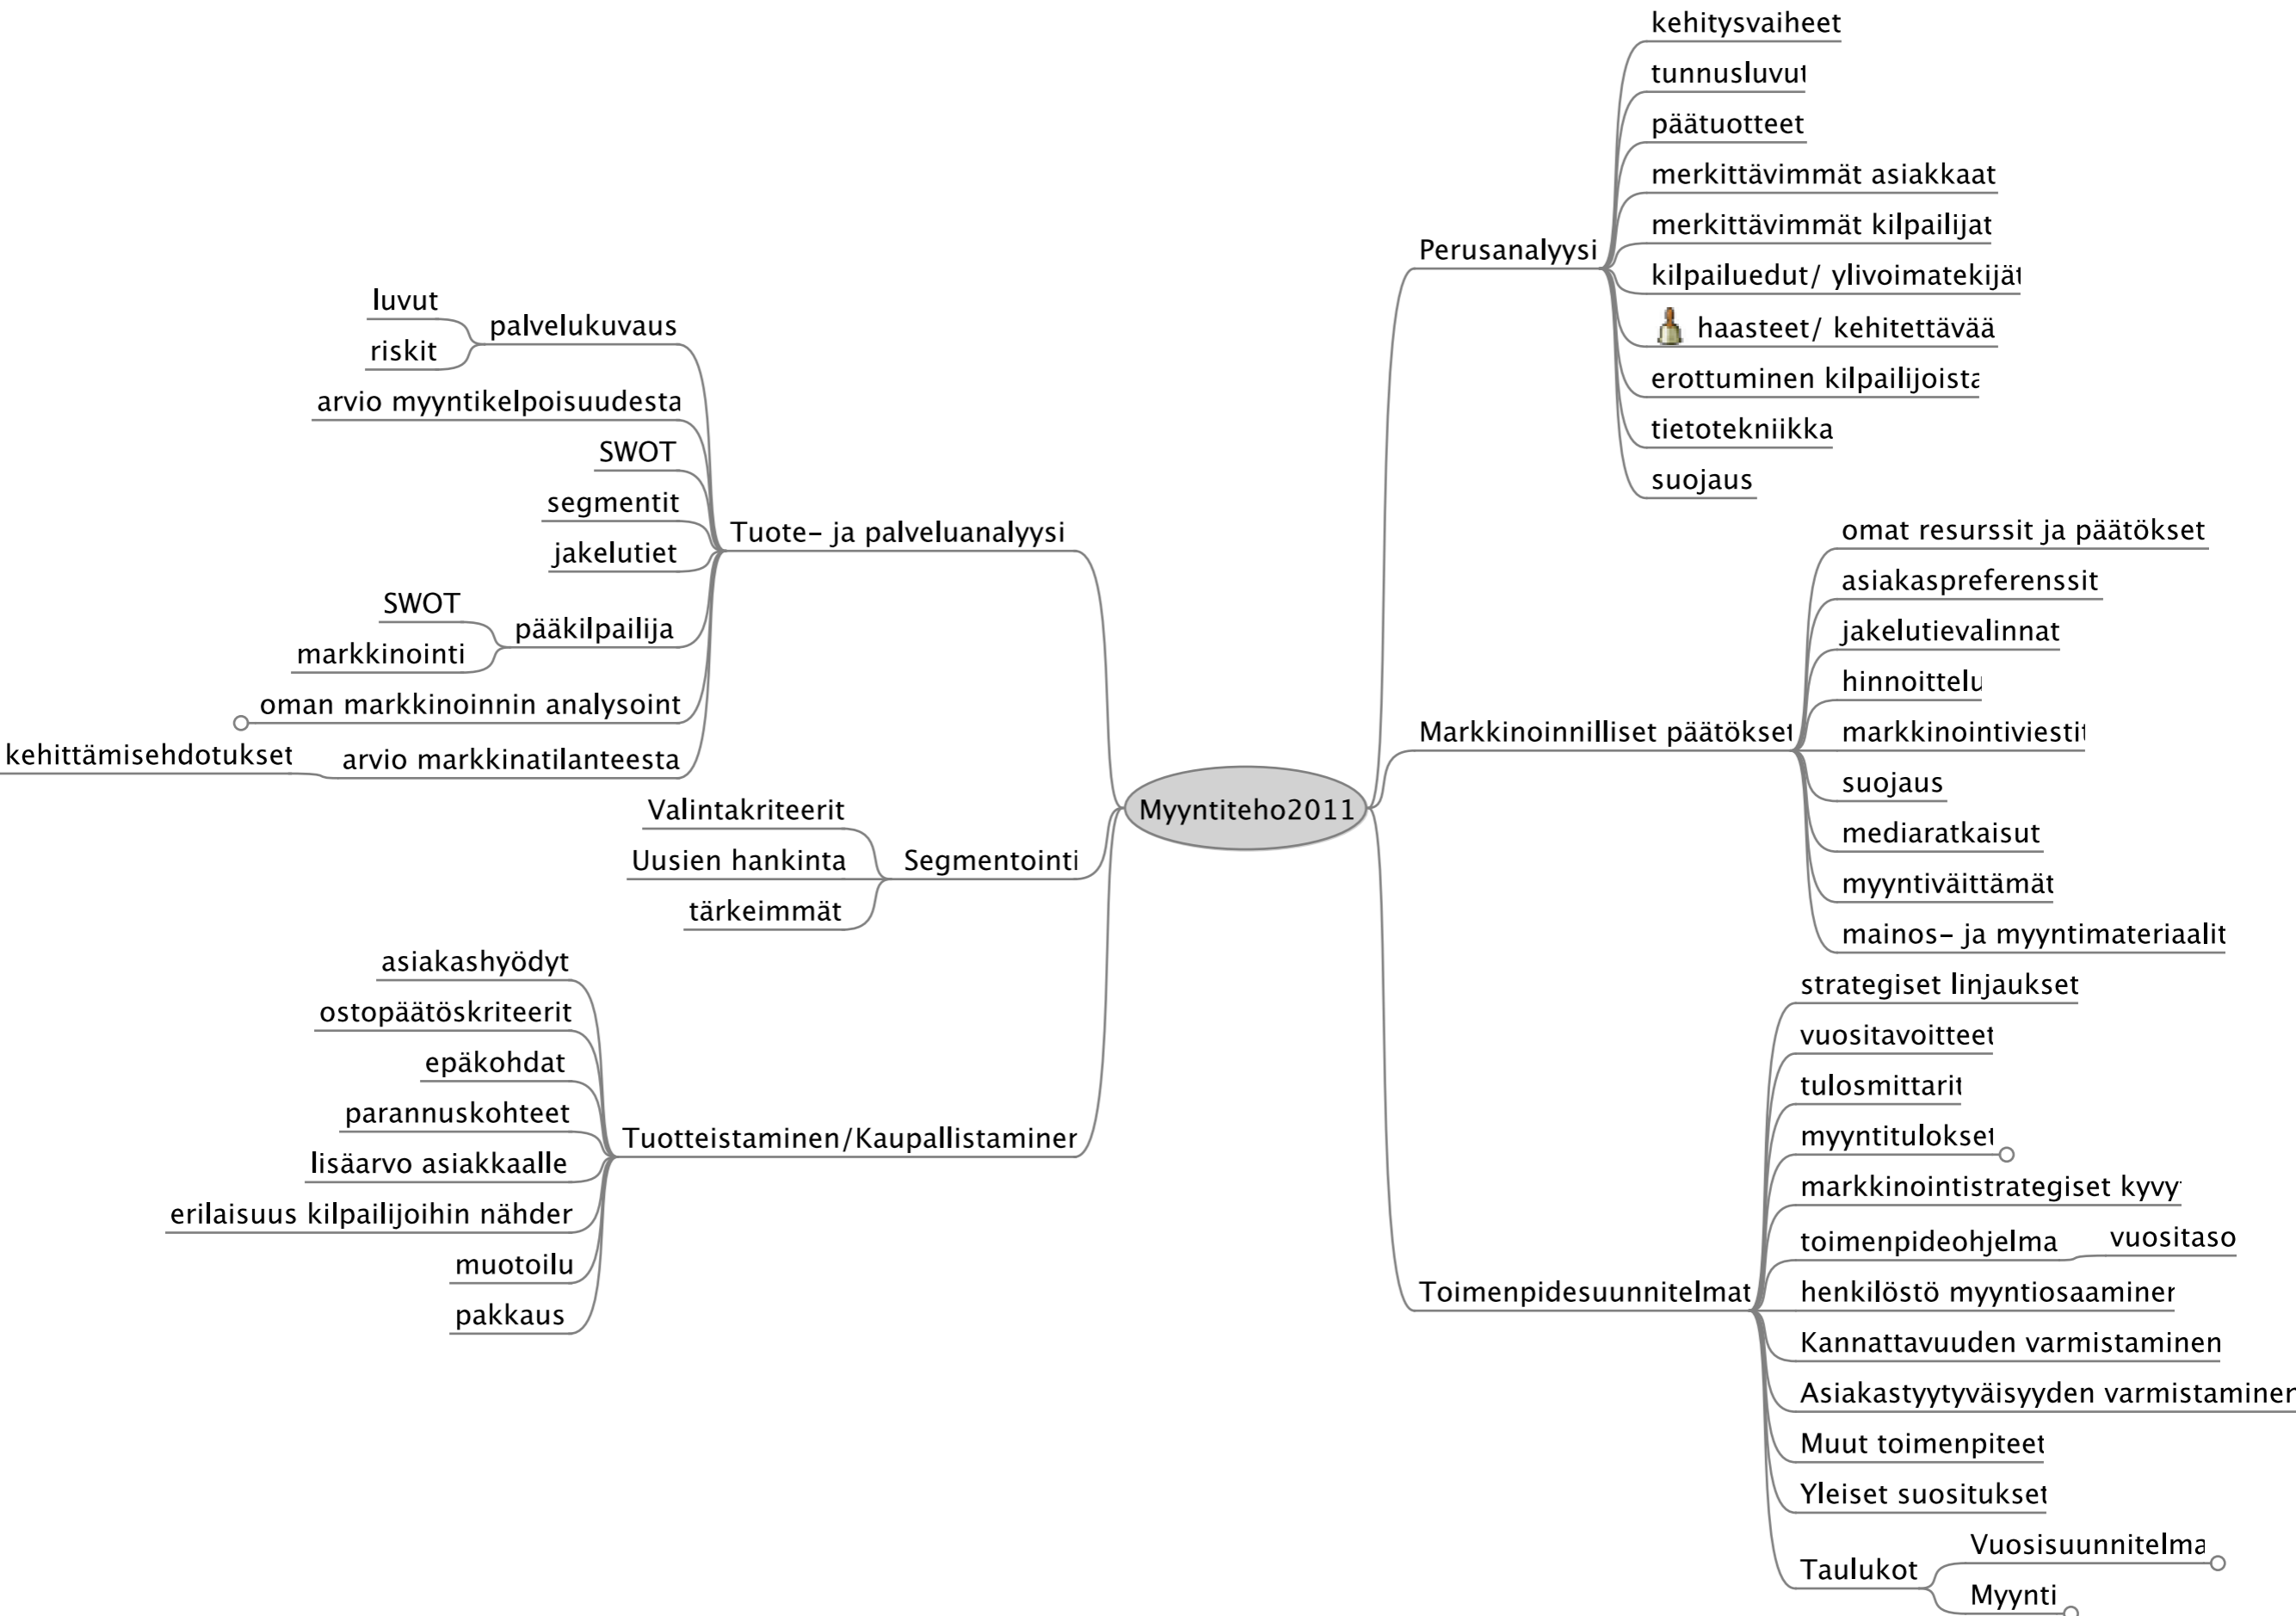 Myyntiteho2011
Perusanalyysi
kehitysvaiheet
tunnusluvut
päätuotteet
merkittävimmät asiakkaat
merkittävimmät kilpailijat
kilpailuedut/ ylivoimatekijät
haasteet/ kehitettävää
erottuminen kilpailijoista
tietotekniikka
suojaus
Markkinoinnilliset päätökset
omat resurssit ja päätökset
asiakaspreferenssit
jakelutievalinnat
hinnoittelu
markkinointiviestit
suojaus
mediaratkaisut
myyntiväittämät
mainos- ja myyntimateriaalit
Toimenpidesuunnitelmat
strategiset linjaukset
vuositavoitteet
tulosmittarit
myyntitulokset
markkinointistrategiset kyvy
toimenpideohjelma
vuositaso
henkilöstö myyntiosaaminen
Kannattavuuden varmistaminen
Asiakastyytyväisyyden varmistaminen
Muut toimenpiteet
Yleiset suositukset
Taulukot
Vuosisuunnitelma
Myynti
Tuote- ja palveluanalyysi
palvelukuvaus
luvut
riskit
arvio myyntikelpoisuudesta
SWOT
segmentit
jakelutiet
pääkilpailija
SWOT
markkinointi
oman markkinoinnin analysoint
arvio markkinatilanteesta
kehittämisehdotukset
Segmentointi
Valintakriteerit
Uusien hankinta
tärkeimmät
Tuotteistaminen/Kaupallistaminen
asiakashyödyt
ostopäätöskriteerit
epäkohdat
parannuskohteet
lisäarvo asiakkaalle
erilaisuus kilpailijoihin nähden
muotoilu
pakkaus